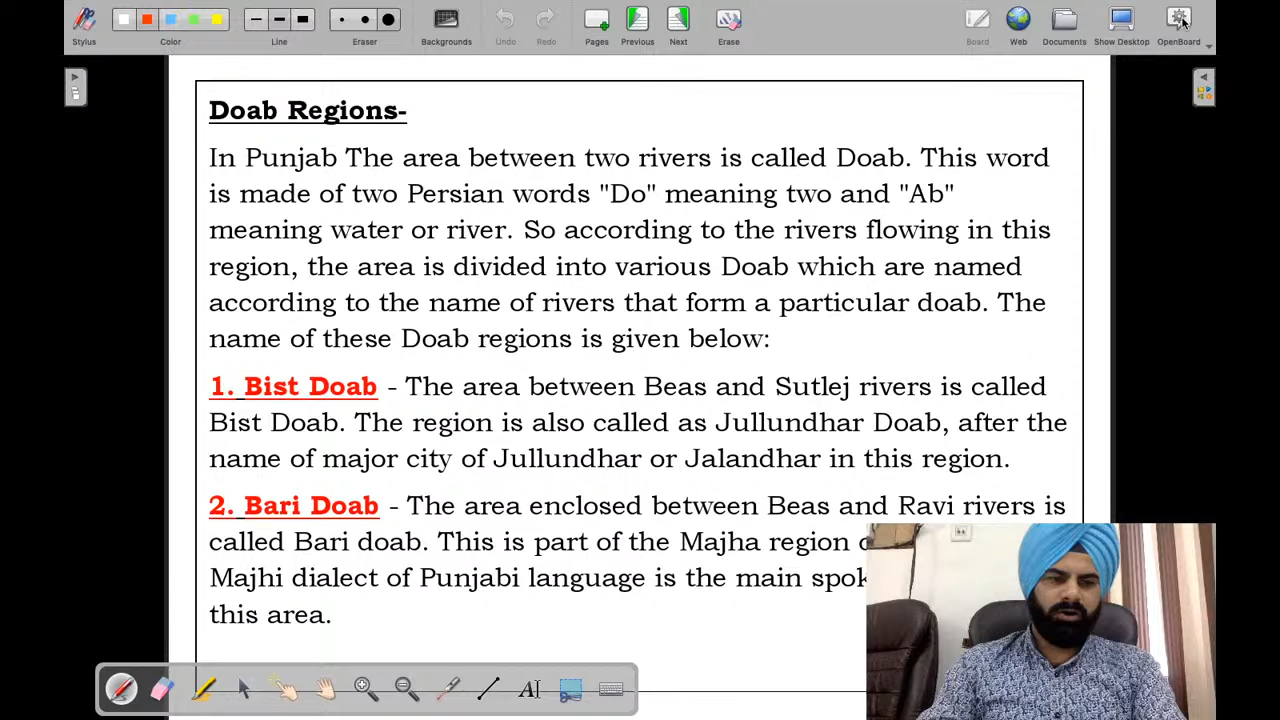 Stylus
Color
Line
Eraser
Backgrounds
Undo
Redo
Pages
Previous
Next
Erase
Board
Web
Documents
Show Desktop
OpenBoard
Doab Regions-
In Punjab The area between two rivers is called Doab. This word
is made of two Persian words "Do" meaning two and "Ab"
meaning water or river. So according to the rivers flowing in this
region, the area is divided into various Doab which are named
according to the name of rivers that form a particular doab. The
name of these Doab regions is given below:
1. Bist Doab - The area between Beas and Sutlej rivers is called
Bist Doab. The region is also called as Jullundhar Doab, after the
name of major city of Jullundhar or Jalandhar in this region.
2. Bari Doab - The area enclosed between Beas and Ravi rivers is
called Bari doab. This is part of the Majha region
Majhi dialect of Punjabi language is the main
this area.
AI